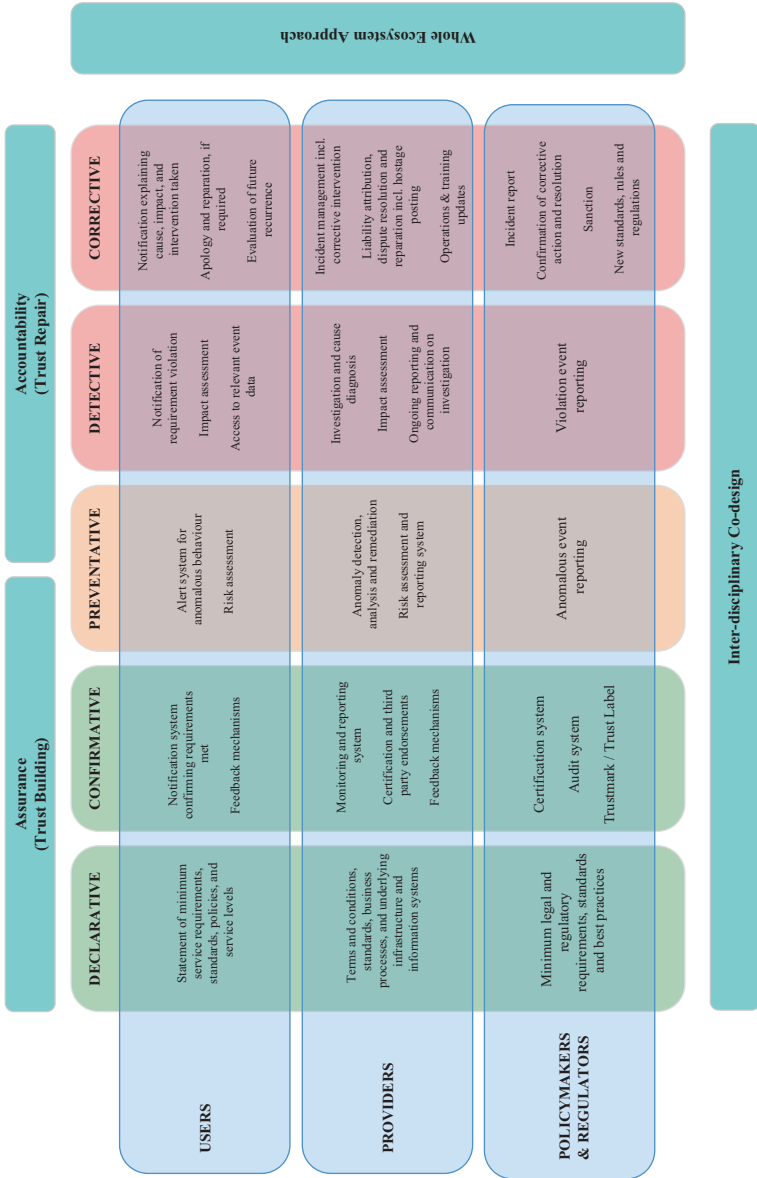 Assurance
(Trust Building)
Accountability
(Trust Repair)
DECLARATIVE
CONFIRMATIVE
PREVENTATIVE
DETECTIVE
CORRECTIVE
USERS
Statement of minimum
service requirements,
standards, policies, and
service levels
Notification system
confirming requirements
met
Feedback mechanisms
Alert system for
anomalous behaviour
Risk assessment
Notification of
requirement violation
Impact assessment
Access to relevant event
data
Notification explaining
cause, impact, and
intervention taken
Apology and reparation, if
required
Evaluation of future
recurrence
PROVIDERS
Terms and conditions,
standards, business
processes, and underlying
infrastructure and
information systems
Monitoring and reporting
system
Certification and third
party endorsements
Feedback mechanisms
Anomaly detection,
analysis and remediation
Risk assessment and
reporting system
Investigation and cause
diagnosis
Impact assessment
Ongoing reporting and
communication on
investigation
Incident management incl.
corrective intervention
Liability attribution,
dispute resolution and
reparation incl. hostage
posting
Operations & training
updates
POLICYMAKERS
& REGULATORS
Minimum legal and
regulatory
requirements, standards
and best practices
Certification system
Audit system
Trustmark / Trust Label
Anomalous event
reporting
Violation event
reporting
Incident report
Confirmation of corrective
action and resolution
Sanction
New standards, rules and
regulations
Whole Ecosystem Approach
Inter-disciplinary Co-design